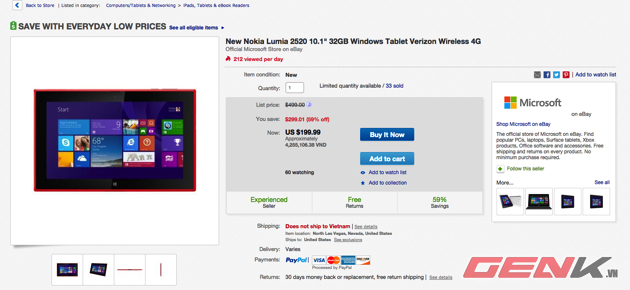 Back to Store | Listed in category: Computers/Tablets & Networking > iPads, Tablets & eBook Readers
SAVE WITH EVERYDAY LOW PRICES See all eligible items
New Nokia Lumia 2520 10.1" 32GB Windows Tablet Verizon Wireless 4G
Official Microsoft Store on eBay
212 viewed per day
Item condition: New
Quantity: 1 Limited quantity available / 33 sold
| Add to watch list
List price: $499.00
You save: $299.01 (59% off)
Now: US $199.99
Approximately
4,255,106.38 VND
Buy It Now
Add to cart
60 watching
Add to watch list
Add to collection
Experienced
Seller
Free
Returns
59%
Savings
Shipping: Does not ship to Vietnam | See details
Item location: North Las Vegas, Nevada, United States
Ships to: United States See exclusions
Delivery: Varies
Payments: PayPal VISA
Processed by PayPal
Returns: 30 days money back or replacement, free return shipping | See details
Start
Microsoft
on eBay
Shop Microsoft on eBay
The official store of Microsoft on eBay. Find
popular PCs, laptops, Surface tablets, Xbox
products, Office software and accessories. Free
shipping and returns on every product. No
minimum purchase required.
Follow this seller
More... See all
GENK.VN